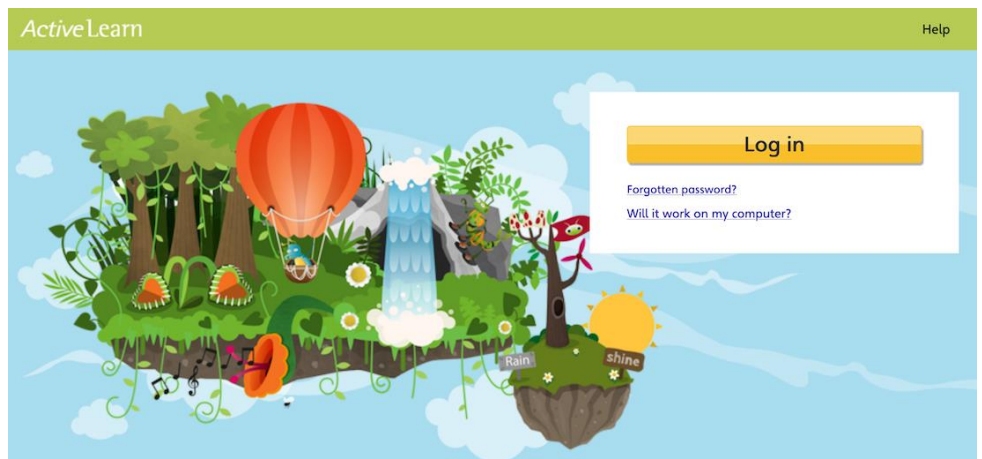 ActiveLearn
Help
Log in
Forgotten password?
Will it work on my computer?
Rain
shine